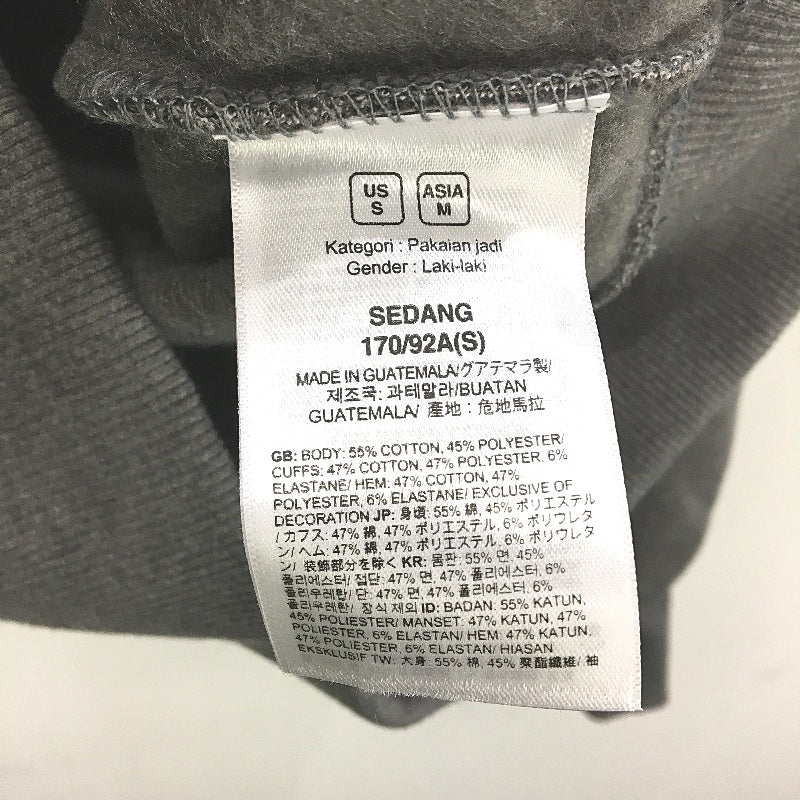 US
S
ASIA
M
Kategori : Pakaian jadi
Gender : Laki-laki
SEDANG
170/92A(S)
MADE IN GUATEMALA/グアテマラ製/
제조국: 과테말라/BUATAN
GUATEMALA/ 產地 : 危地馬拉
GB: BODY: 55% COTTON, 45% POLYESTER/
CUFFS: 47% COTTON, 47% POLYESTER, 6%
ELASTANE/ HEM: 47% COTTON, 47%
POLYESTER, 6% ELASTANE/ EXCLUSIVE OF
DECORATION JP: 身頃: 55% 綿, 45% ポリエステル
/ カフス: 47% 綿, 47% ポリエステル, 6% ポリウレタ
ン/ ヘム: 47% 綿, 47% ポリエステル, 6% ポリウレタ
ン/ 装飾部分を除く KR: 몸판: 55% 면, 45%
폴리에스터/ 접단: 47% 면, 47% 폴리에스터, 6%
폴리우레탄/ 단: 47% 면, 47% 폴리에스터, 6%
폴리우레탄/ 장식 제외 ID: BADAN: 55% KATUN,
45% POLIESTER/ MANSET: 47% KATUN, 47%
POLIESTER, 6% ELASTAN/ HEM: 47% KATUN,
47% POLIESTER, 6% ELASTAN/ HIASAN
EKSKLUSIF TW: 大身: 55% 棉, 45% 聚酯纖維/ 袖